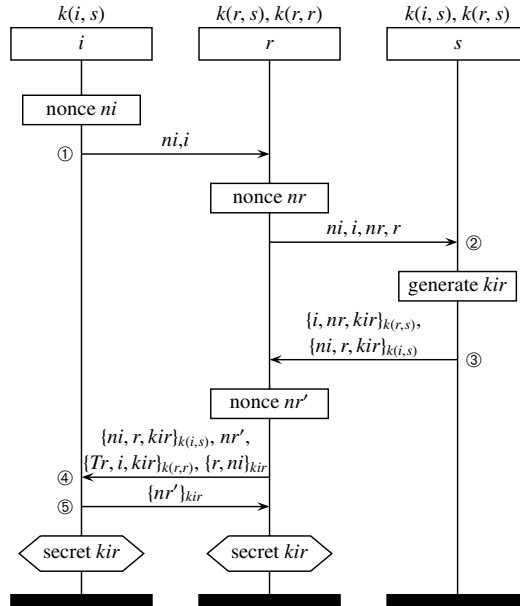 k(i, s)
k(r, s), k(r, r)
k(i, s), k(r, s)
i
r
s
nonce ni
① ni,i
nonce nr
ni, i, nr, r ②
generate kir
{i, nr, kir}k(r,s),
{ni, r, kir}k(i,s)
③
nonce nr′
{ni, r, kir}k(i,s), nr′,
④ {Tr, i, kir}k(r,r), {r, ni}kir
⑤ {nr′}kir
secret kir
secret kir